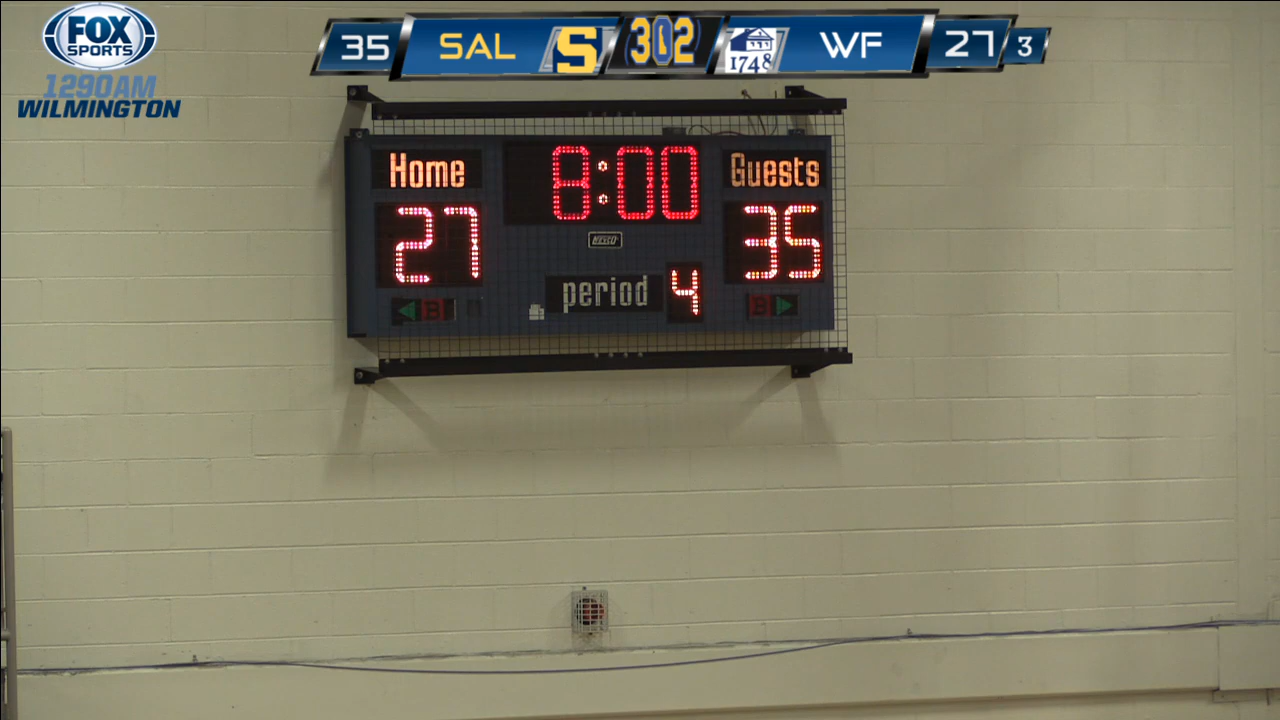 FOX
SPORTS
1290AM
WILMINGTON
35 SAL S 302 1748 WF 27 3
Home 8:00 Guests
27 35
NEVCO
period 4
B B